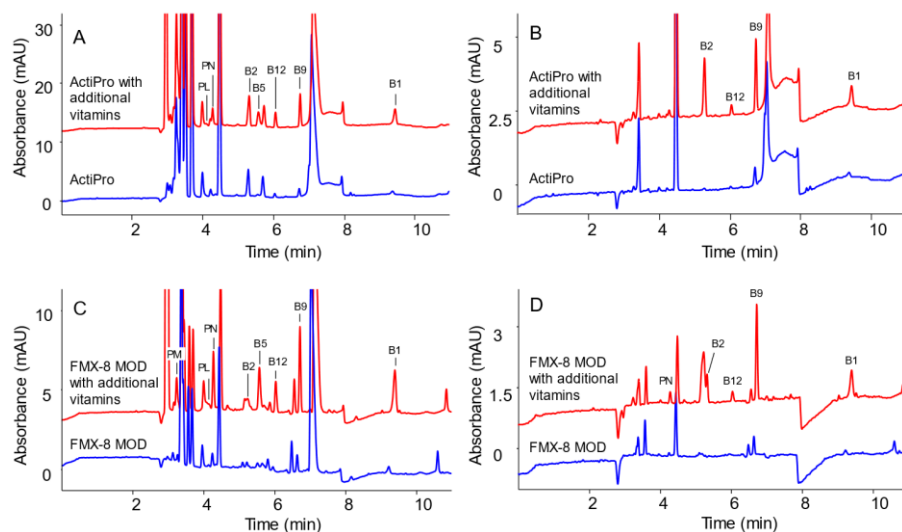 A
Absorbance (mAU)
30
20
10
0
ActiPro with
additional
vitamins
ActiPro
PL
PN
B2
B5
B12
B9
B1
2
4
6
8
10
Time (min)
B
Absorbance (mAU)
5
2.5
0
ActiPro with
additional
vitamins
ActiPro
B2
B12
B9
B1
2
4
6
8
10
Time (min)
C
Absorbance (mAU)
10
5
0
FMX-8 MOD
with additional
vitamins
FMX-8 MOD
PM
PL
PN
B2
B5
B12
B9
B1
2
4
6
8
10
Time (min)
D
Absorbance (mAU)
3
1.5
0
FMX-8 MOD
with additional
vitamins
FMX-8 MOD
PN
B2
B12
B9
B1
2
4
6
8
10
Time (min)